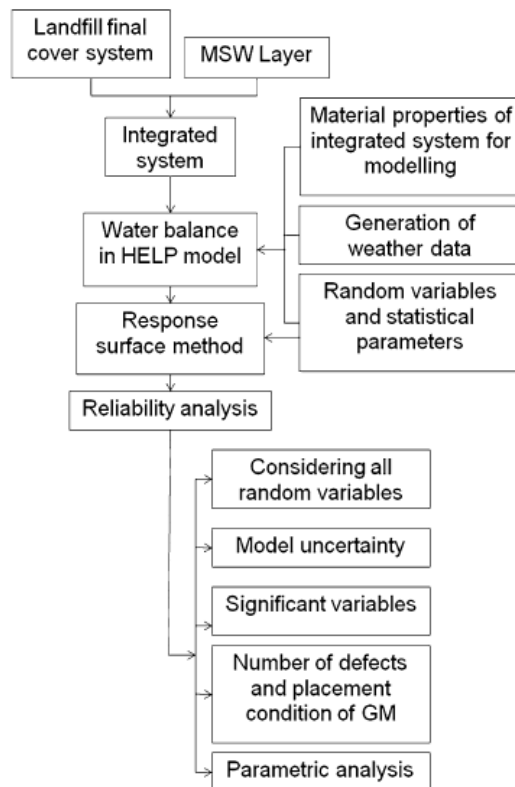 Landfill final
cover system
MSW Layer
Integrated
system
Material properties of
integrated system for
modelling
Water balance
in HELP model
Generation of
weather data
Response
surface method
Random variables
and statistical
parameters
Reliability analysis
Considering all
random variables
Model uncertainty
Significant variables
Number of defects
and placement
condition of GM
Parametric analysis